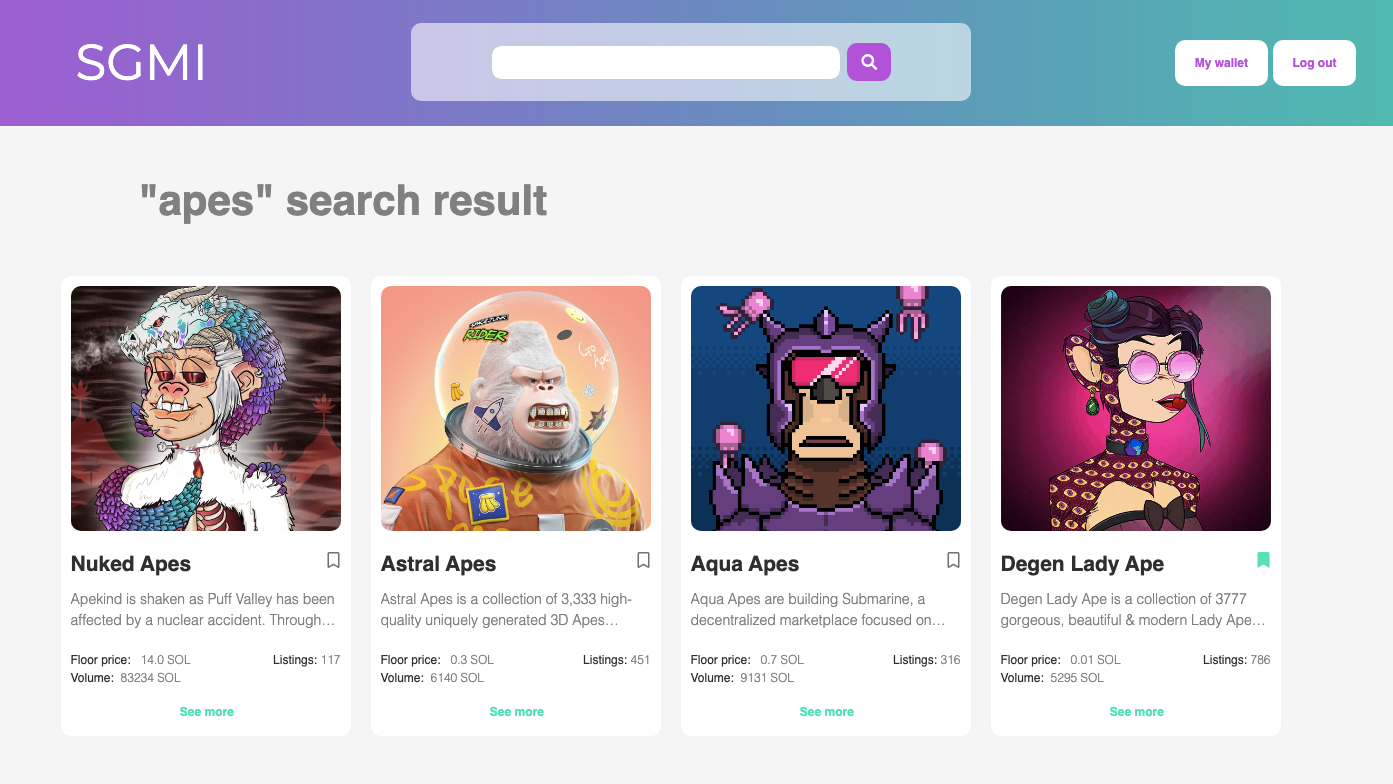 SGMI
My wallet
Log out
"apes" search result
SPACE PUNK
RIDER
SPACE
Nuked Apes
Apekind is shaken as Puff Valley has been
affected by a nuclear accident. Through…
Floor price: 14.0 SOL
Listings: 117
Volume: 83234 SOL
See more
Astral Apes
Astral Apes is a collection of 3,333 high-
quality uniquely generated 3D Apes…
Floor price: 0.3 SOL
Listings: 451
Volume: 6140 SOL
See more
Aqua Apes
Aqua Apes are building Submarine, a
decentralized marketplace focused on…
Floor price: 0.7 SOL
Listings: 316
Volume: 9131 SOL
See more
Degen Lady Ape
Degen Lady Ape is a collection of 3777
gorgeous, beautiful & modern Lady Ape…
Floor price: 0.01 SOL
Listings: 786
Volume: 5295 SOL
See more